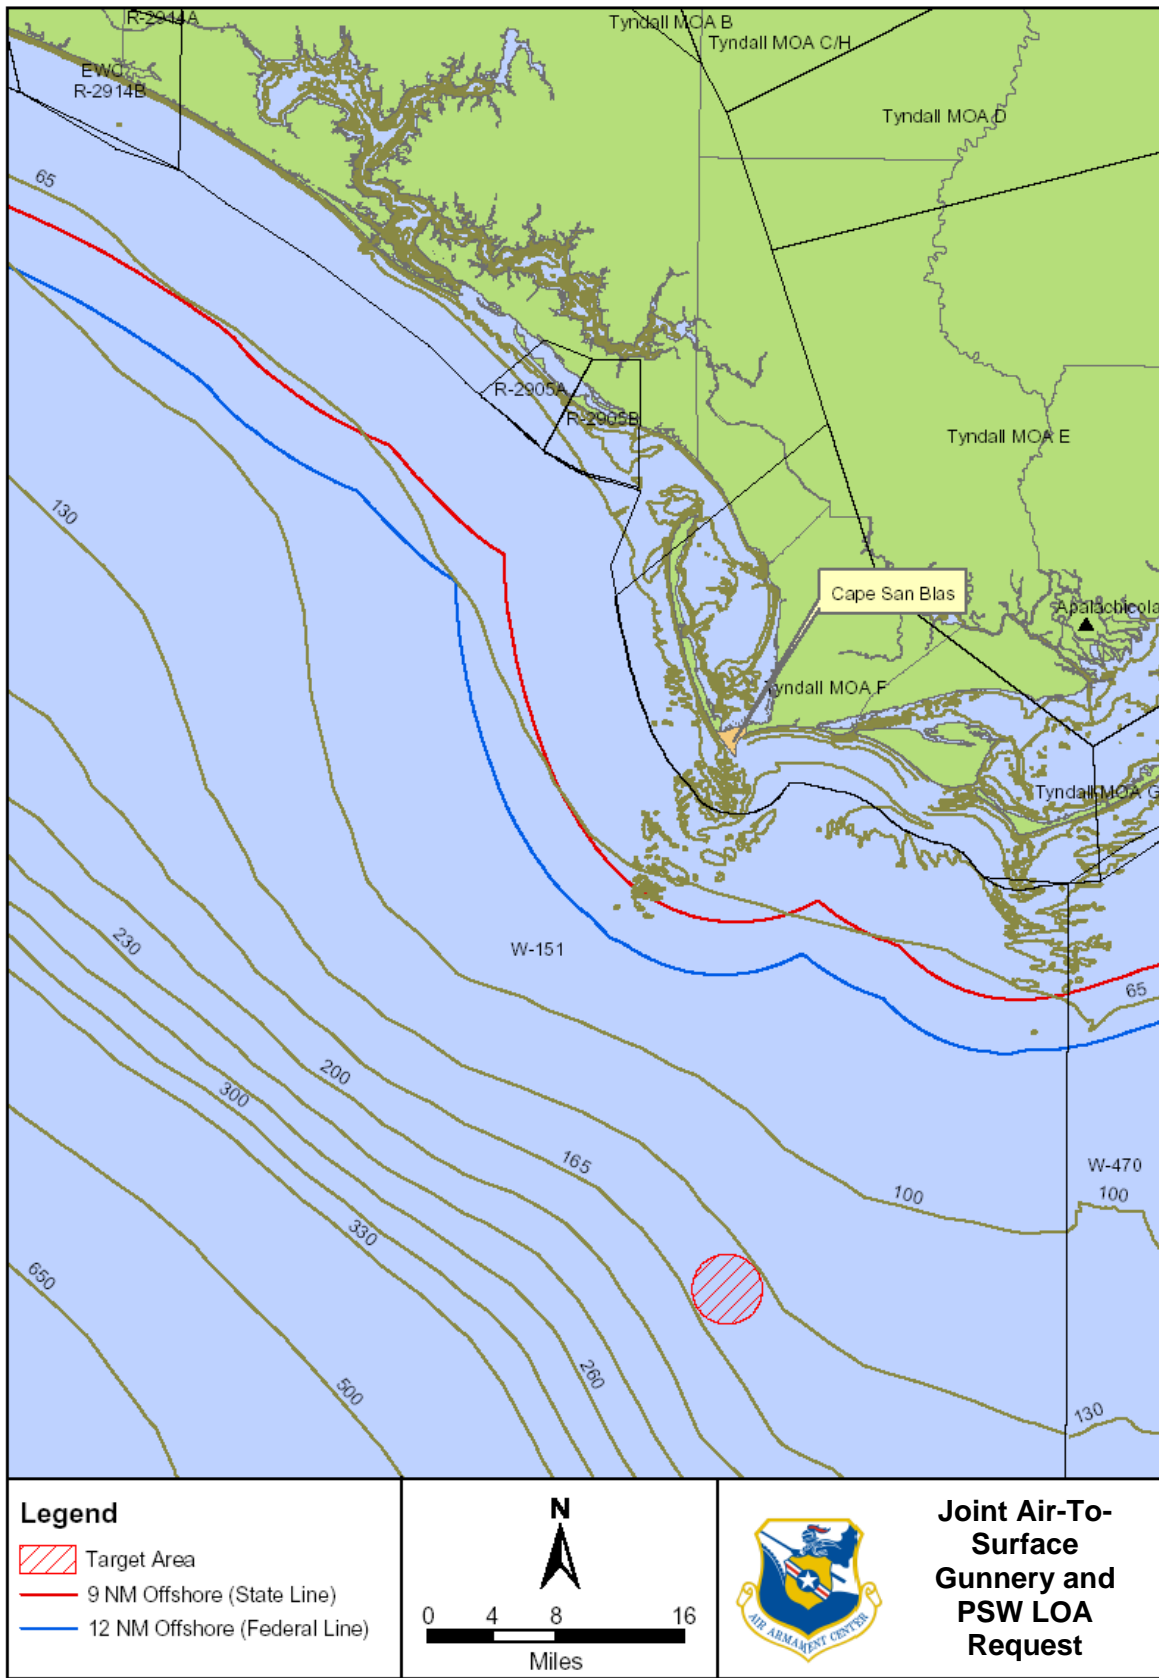 R-2914A
Tyndall MOA B
Tyndall MOA C/H
EWC
R-2914B
Tyndall MOA D
65
R-2905A
R-2905B
Tyndall MOA E
130
Cape San Blas
Apalachicola
Tyndall MOA F
Tyndall MOA G
230
W-151
65
200
300
165
W-470
100
100
330
650
260
500
130
Legend
Target Area
9 NM Offshore (State Line)
12 NM Offshore (Federal Line)
N
0 4 8 16
Miles
AIR ARMAMENT CENTER
Joint Air-To-
Surface
Gunnery and
PSW LOA
Request